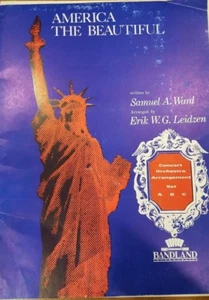 AMERICA
THE BEAUTIFUL
written by
Samuel A. Ward
Arranged by
Erik W.G. Leidzen
Concert
Orchestra
Arrangement
Set
A B C
BANDLAND